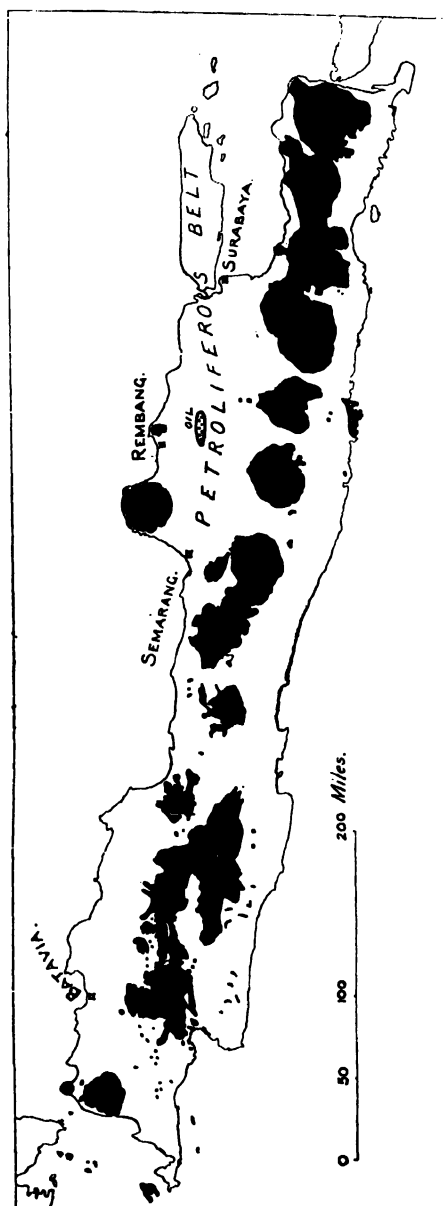 BATAVIA.
SEMARANG.
REMBANG.
OIL
PETROLIFEROUS BELT
SURABAYA.
0 50 100 200 Miles.